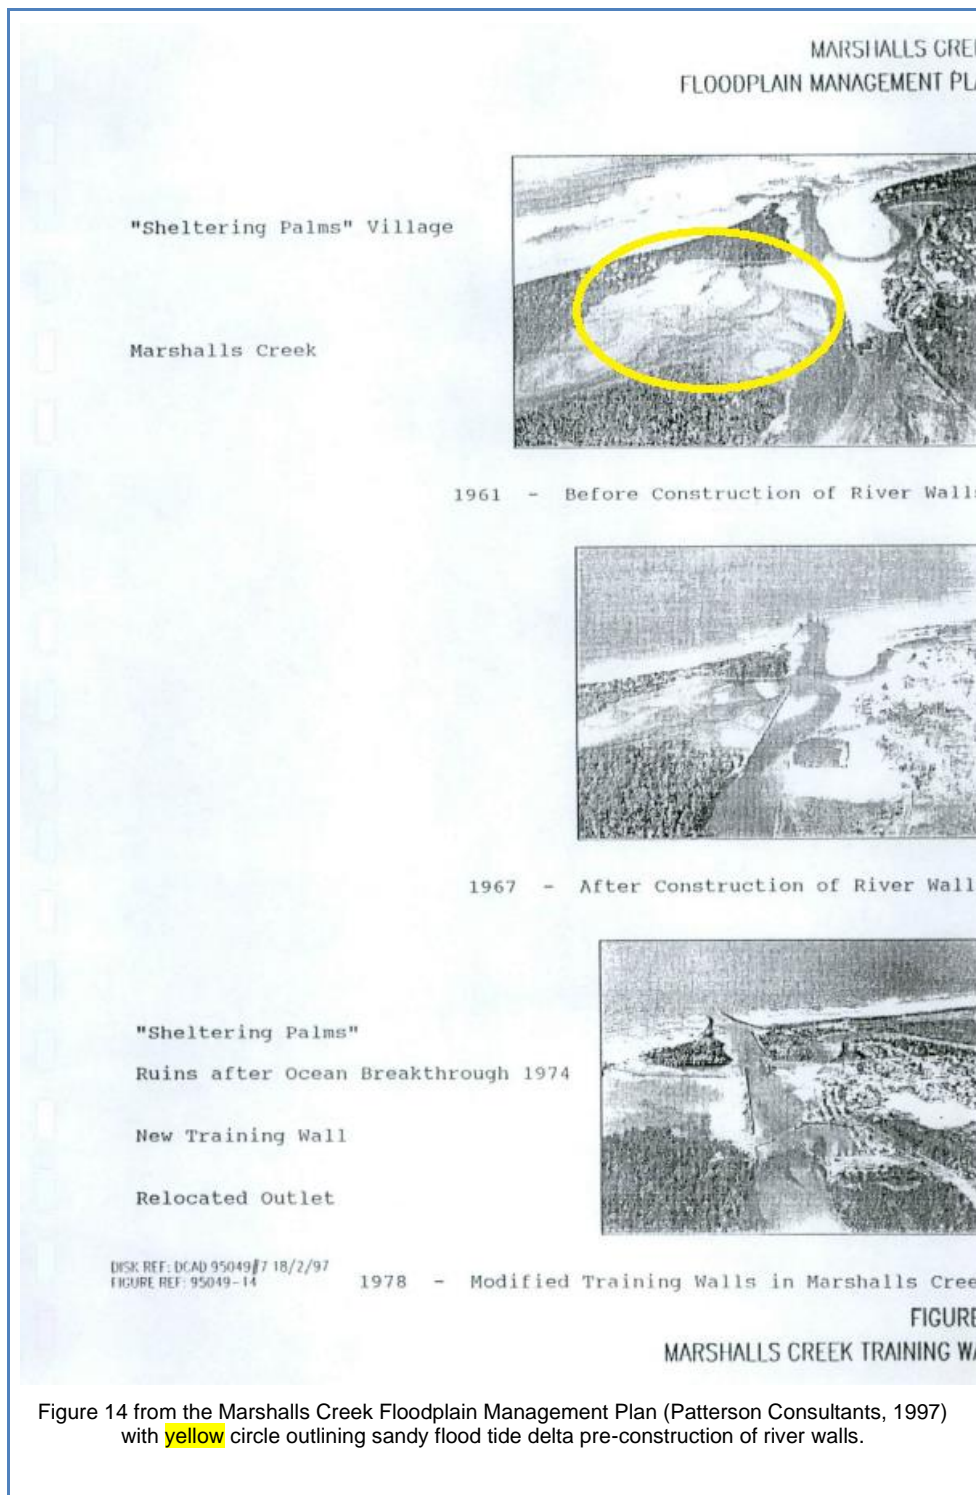 MARSHALLS CREE
FLOODPLAIN MANAGEMENT PLA
"Sheltering Palms" Village
Marshalls Creek
1961 - Before Construction of River Walls
1967 - After Construction of River Wall
"Sheltering Palms"
Ruins after Ocean Breakthrough 1974
New Training Wall
Relocated Outlet
DISK REF: DCAD 95049#7 18/2/97
FIGURE REF: 95049-14
1978 - Modified Training Walls in Marshalls Cree
FIGURE
MARSHALLS CREEK TRAINING WA
Figure 14 from the Marshalls Creek Floodplain Management Plan (Patterson Consultants, 1997)
with yellow circle outlining sandy flood tide delta pre-construction of river walls.